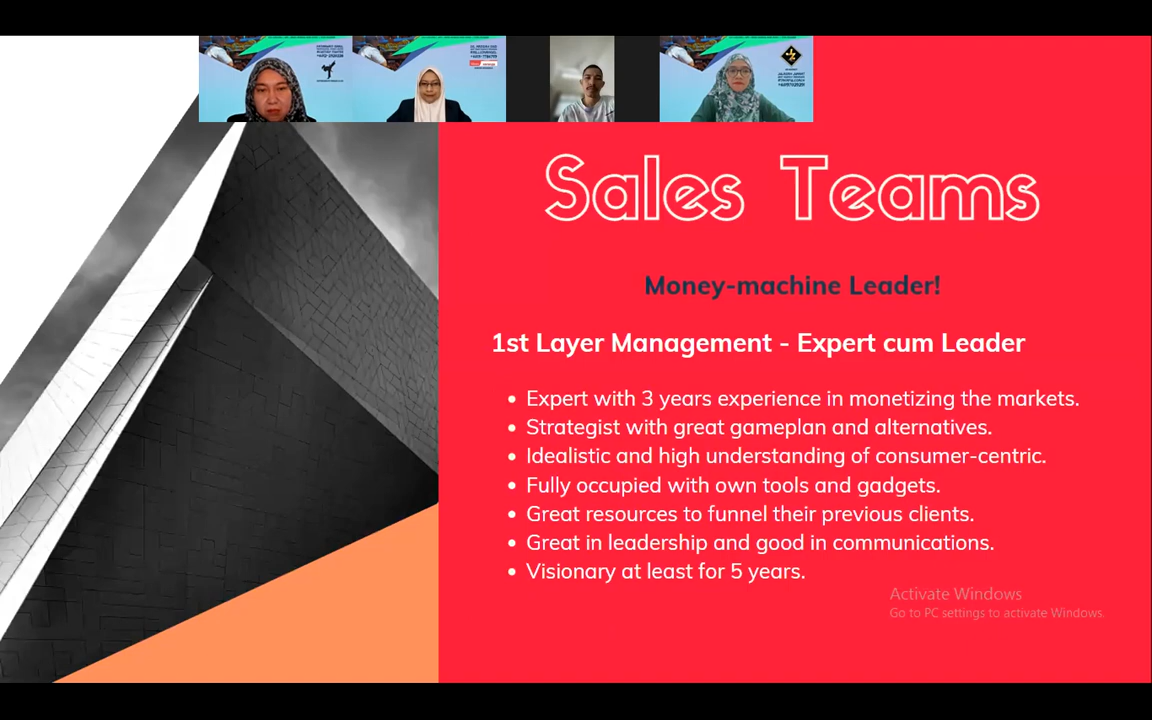 Sales Teams
Money-machine Leader!
1st Layer Management - Expert cum Leader
Expert with 3 years experience in monetizing the markets.
Strategist with great gameplan and alternatives.
Idealistic and high understanding of consumer-centric.
Fully occupied with own tools and gadgets.
Great resources to funnel their previous clients.
Great in leadership and good in communications.
Visionary at least for 5 years.
Activate Windows
Go to PC settings to activate Windows.